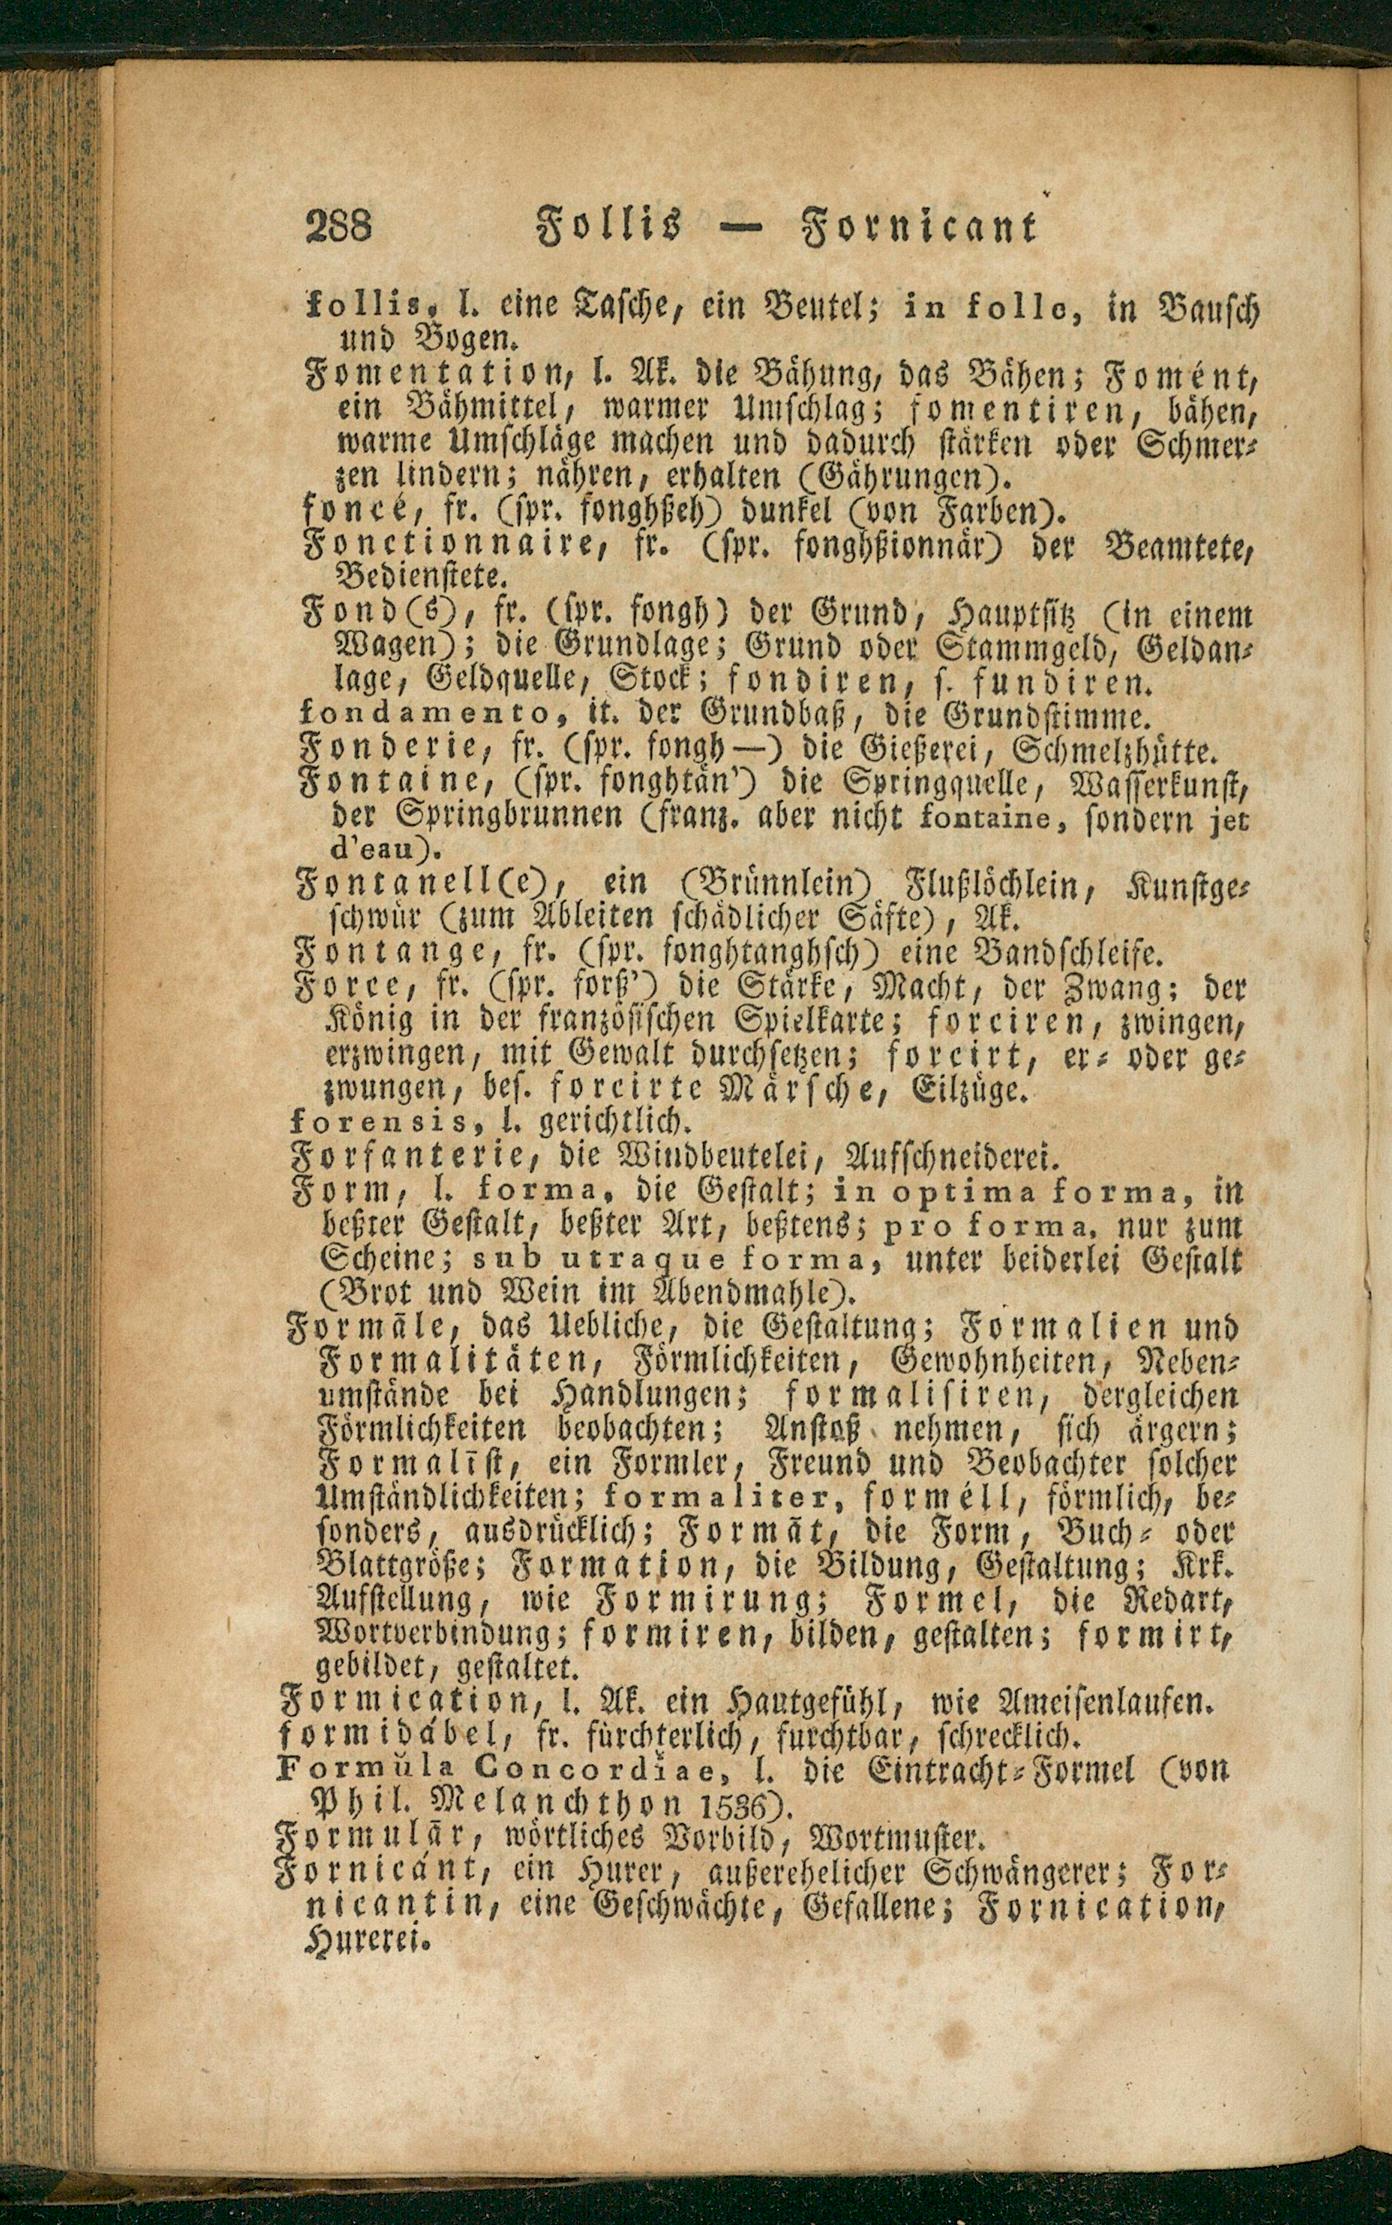 288 Follis — Fornicant
follis, l. eine Tasche, ein Beutel; in follo, in Bausch
und Bogen.
Fomentation, l. Ak. die Bähung, das Bähen; Fomént,
ein Bähmittel, warmer Umschlag; fomentiren, bähen,
warme Umschläge machen und dadurch stärken oder Schmer⸗
zen lindern; nähren, erhalten (Gährungen).
foncé, fr. (spr. fonghßeh) dunkel (von Farben).
Fonctionnaire, fr. (spr. fonghßionnär) der Beamtete,
Bedienstete.
Fond(s), fr. (spr. fongh) der Grund, Hauptsitz (in einem
Wagen); die Grundlage; Grund oder Stammgeld, Geldan⸗
lage, Geldquelle, Stock; fondiren, s. fundiren.
fondamento, it. der Grundbaß, die Grundstimme.
Fonderie, fr. (spr. fongh—) die Gießerei, Schmelzhütte.
Fontaine, (spr. fonghtän') die Springquelle, Wasserkunst,
der Springbrunnen (franz. aber nicht fontaine, sondern jet
d'eau).
Fontanell(e), ein (Brünnlein) Flußlöchlein, Kunstge⸗
schwür (zum Ableiten schädlicher Säfte), Ak.
Fontange, fr. (spr. fonghtanghsch) eine Bandschleife.
Force, fr. (spr. forß') die Stärke, Macht, der Zwang; der
König in der französischen Spielkarte; forciren, zwingen,
erzwingen, mit Gewalt durchsetzen; forcirt, er⸗ oder ge⸗
zwungen, bes. forcirte Märsche, Eilzüge.
forensis, l. gerichtlich.
Forfanterie, die Windbeutelei, Aufschneiderei.
Form, l. forma, die Gestalt; in optima forma, in
beßter Gestalt, beßter Art, beßtens; pro forma, nur zum
Scheine; sub utraque forma, unter beiderlei Gestalt
(Brot und Wein im Abendmahle).
Formāle, das Uebliche, die Gestaltung; Formalien und
Formalitäten, Förmlichkeiten, Gewohnheiten, Neben⸗
umstände bei Handlungen; formalisiren, dergleichen
Förmlichkeiten beobachten; Anstoß nehmen, sich ärgern;
Formalīst, ein Formler, Freund und Beobachter solcher
Umständlichkeiten; formaliter, forméll, förmlich, be⸗
sonders, ausdrücklich; Formāt, die Form, Buch⸗ oder
Blattgröße; Formation, die Bildung, Gestaltung; Krk.
Aufstellung, wie Formirung; Formel, die Redart,
Wortverbindung; formiren, bilden, gestalten; formirt,
gebildet, gestaltet.
Formication, l. Ak. ein Hautgefühl, wie Ameisenlaufen.
formidábel, fr. fürchterlich, furchtbar, schrecklich.
Formŭla Concordĭae, l. die Eintracht⸗Formel (von
Phil. Melanchthon 1536).
Formulār, wörtliches Vorbild, Wortmuster.
Fornicánt, ein Hurer, außerehelicher Schwängerer; For⸗
nicantin, eine Geschwächte, Gefallene; Fornication,
Hurerei.